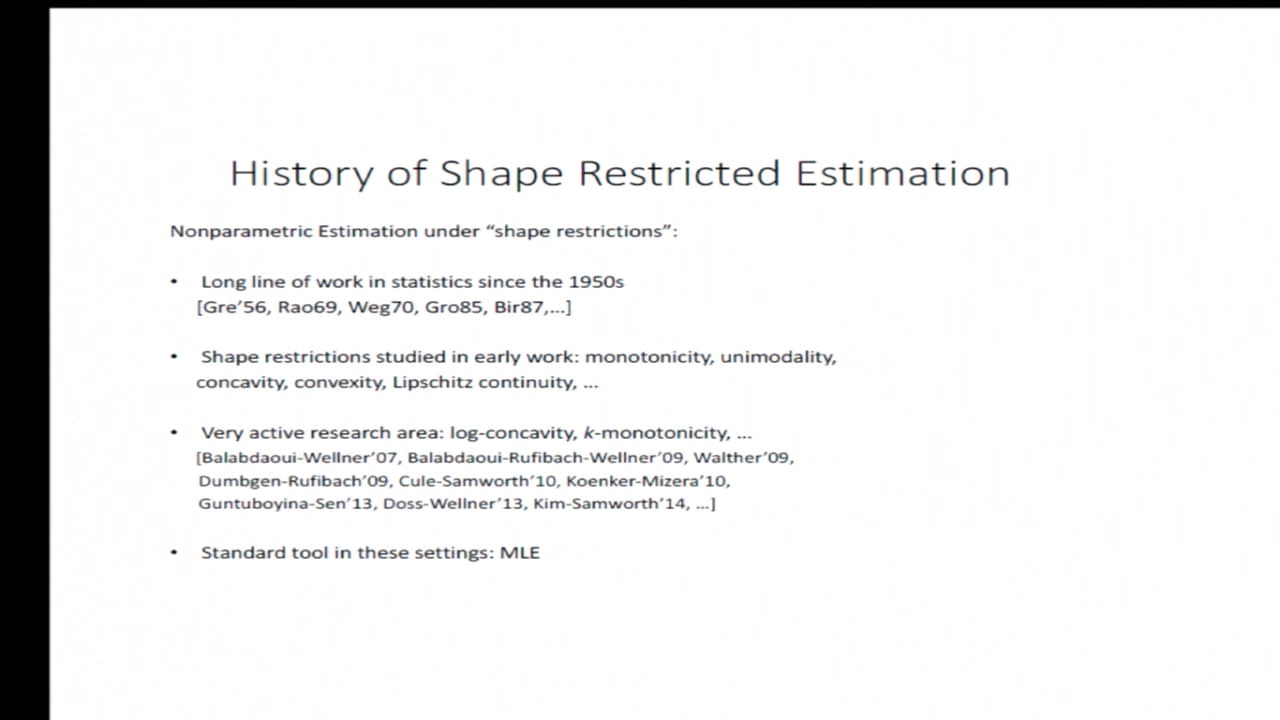 History of Shape Restricted Estimation
Nonparametric Estimation under “shape restrictions”:
• Long line of work in statistics since the 1950s
[Gre’56, Rao69, Weg70, Gro85, Bir87,...]
• Shape restrictions studied in early work: monotonicity, unimodality,
concavity, convexity, Lipschitz continuity, ...
• Very active research area: log-concavity, k-monotonicity, ...
[Balabdaoui-Wellner’07, Balabdaoui-Rufibach-Wellner’09, Walther’09,
Dumbgen-Rufibach’09, Cule-Samworth’10, Koenker-Mizera’10,
Guntuboyina-Sen’13, Doss-Wellner’13, Kim-Samworth’14, ...]
• Standard tool in these settings: MLE